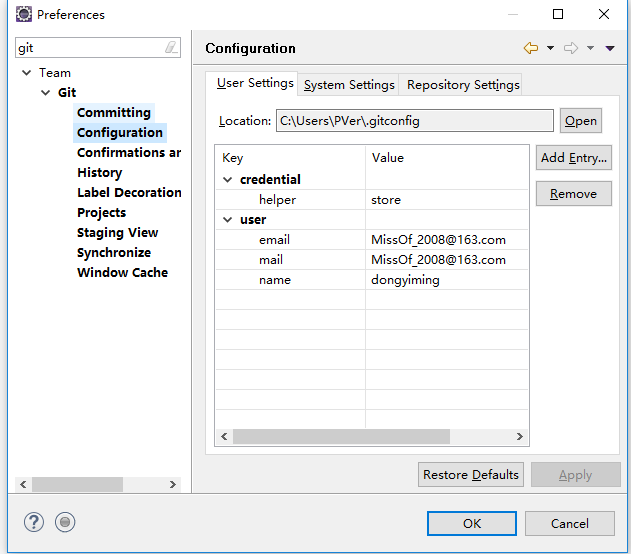 Preferences
git
Team
Git
Committing
Configuration
Confirmations ar
History
Label Decoration
Projects
Staging View
Synchronize
Window Cache
Configuration
User Settings System Settings Repository Settings
Location: C:\Users\PVer\.gitconfig Open
Key Value Add Entry...
credential
helper store Remove
user
email MissOf_2008@163.com
mail MissOf_2008@163.com
name dongyiming
Restore Defaults Apply
OK Cancel